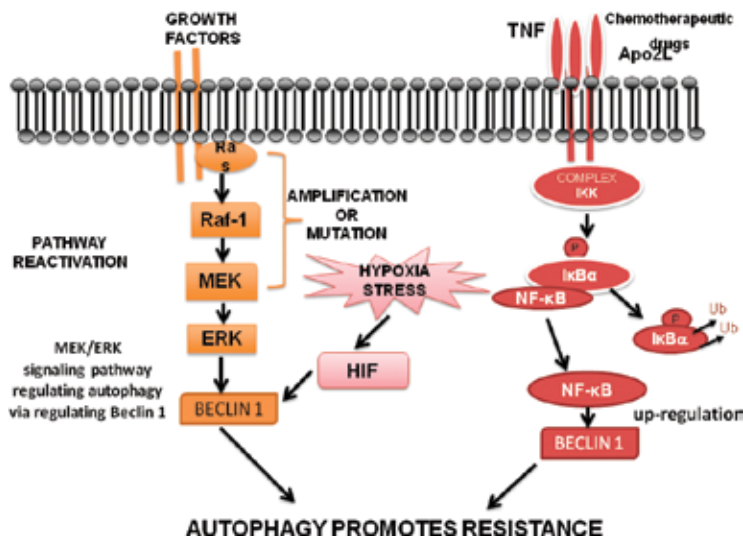 GROWTH
FACTORS
TNF
Chemotherapeutic
drugs
Apo2L
Ra
s
COMPLEX
IKK
AMPLIFICATION
OR
MUTATION
Raf-1
P
PATHWAY
REACTIVATION
MEK
HYPOXIA
STRESS
IκBα
NF-κB
P
Ub
IκBα
Ub
ERK
MEK/ERK
signaling pathway
regulating autophagy
via regulating Beclin 1
HIF
BECLIN 1
NF-κB
up-regulation
BECLIN 1
AUTOPHAGY PROMOTES RESISTANCE